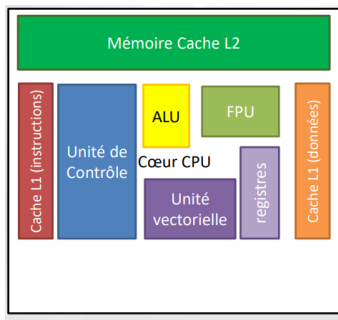 Mémoire Cache L2
Cache L1 (instructions)
Unité de
Contrôle
ALU
FPU
Cœur CPU
Unité
vectorielle
registres
Cache L1 (données)